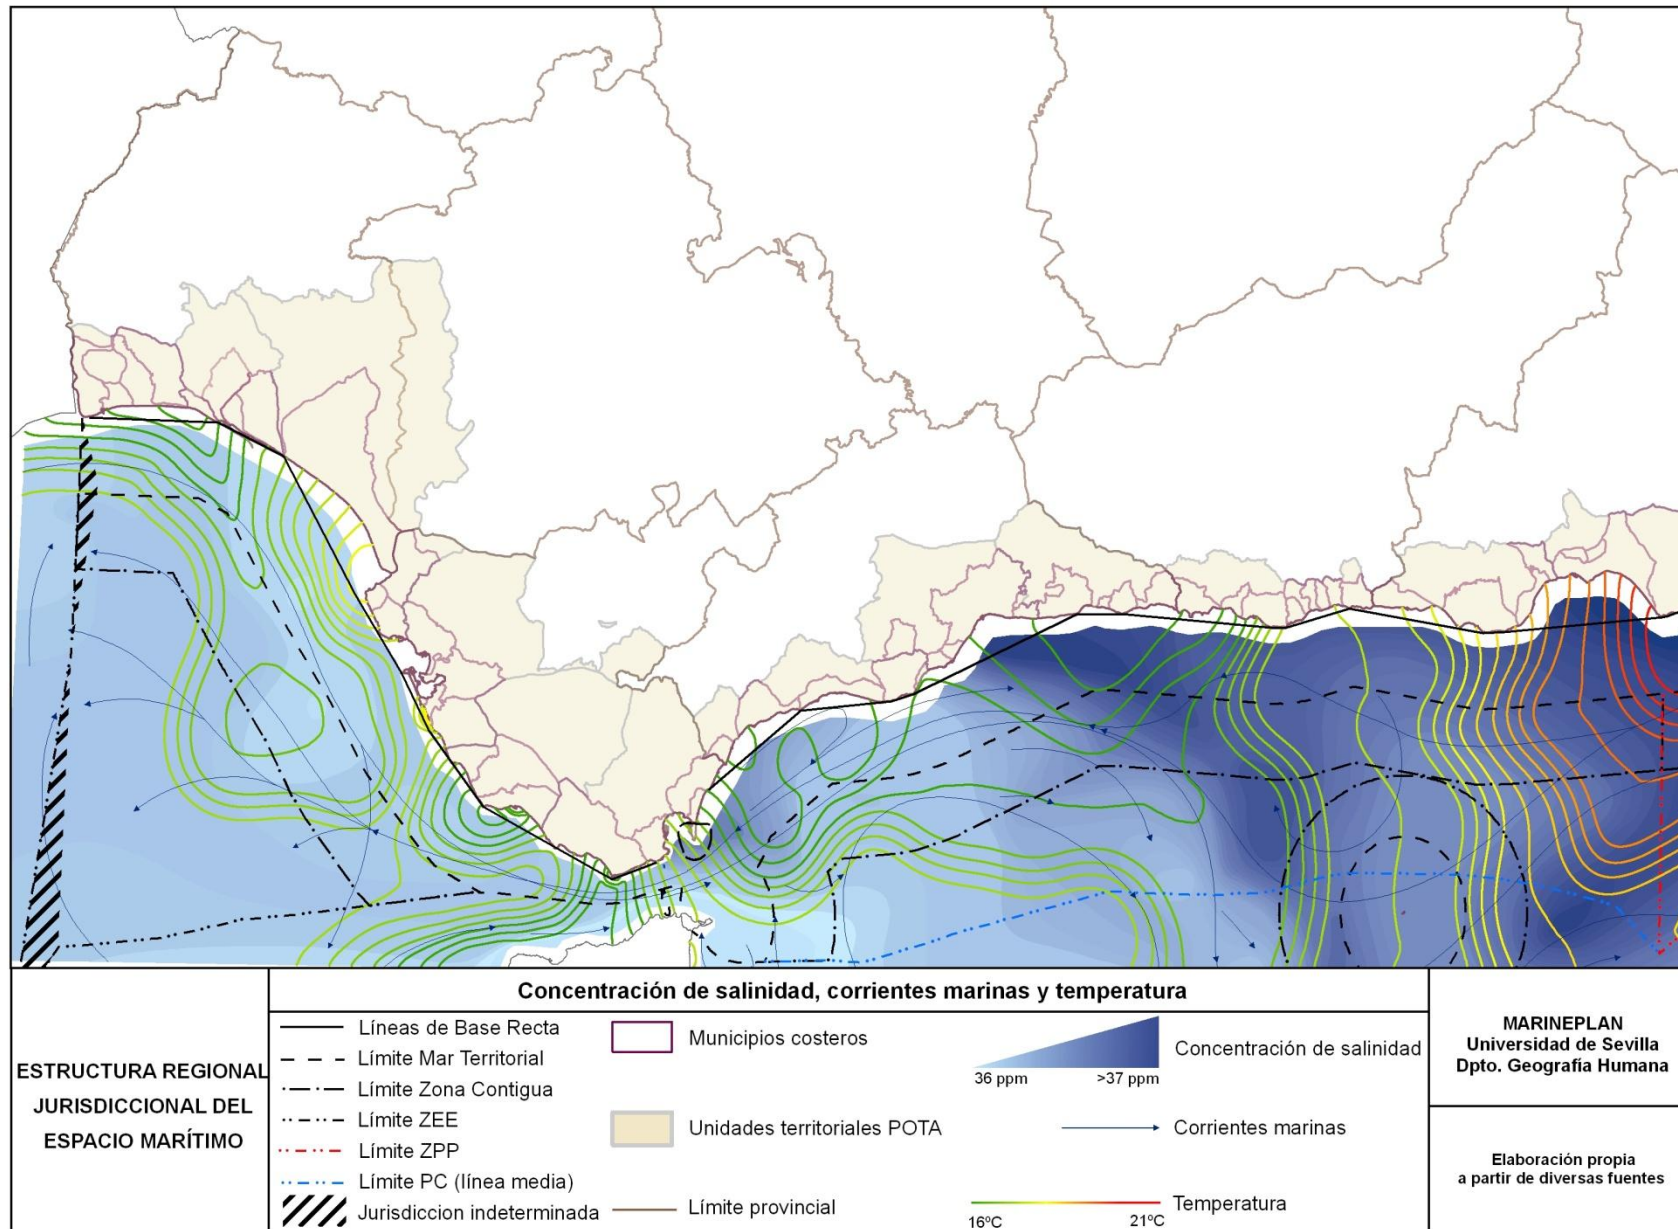 ESTRUCTURA REGIONAL
JURISDICCIONAL DEL
ESPACIO MARÍTIMO
Concentración de salinidad, corrientes marinas y temperatura
Líneas de Base Recta
Límite Mar Territorial
Límite Zona Contigua
Límite ZEE
Límite ZPP
Límite PC (línea media)
Jurisdiccion indeterminada
Municipios costeros
Unidades territoriales POTA
Límite provincial
Concentración de salinidad
36 ppm >37 ppm
Corrientes marinas
Temperatura
16ºC 21ºC
MARINEPLAN
Universidad de Sevilla
Dpto. Geografía Humana
Elaboración propia
a partir de diversas fuentes